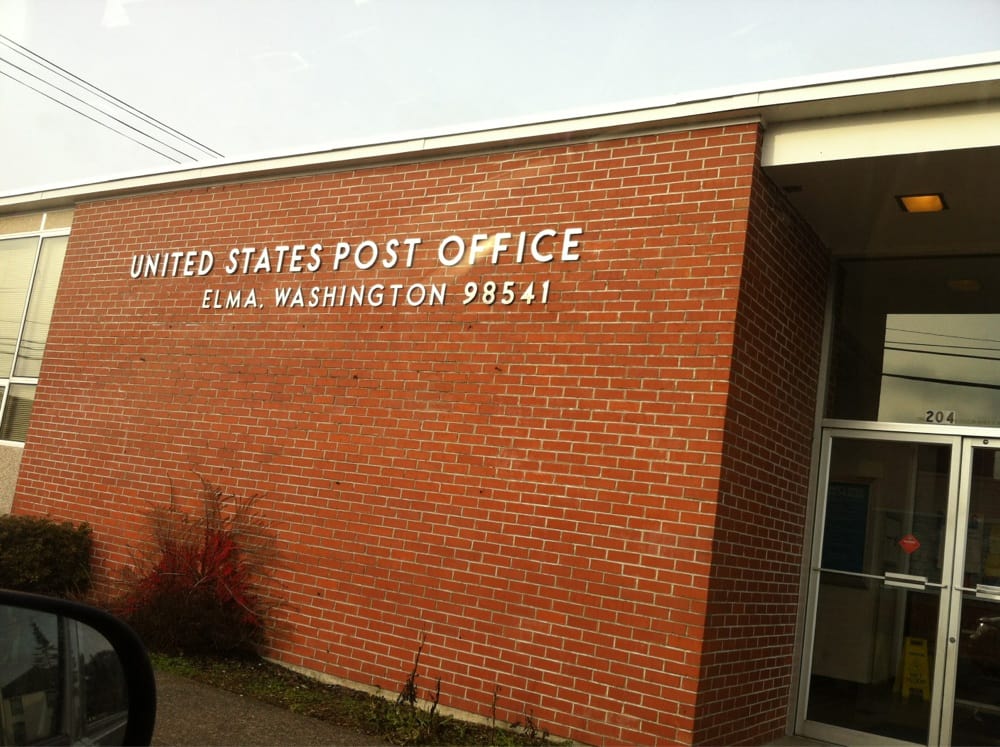 UNITED STATES POST OFFICE
ELMA, WASHINGTON 98541
204